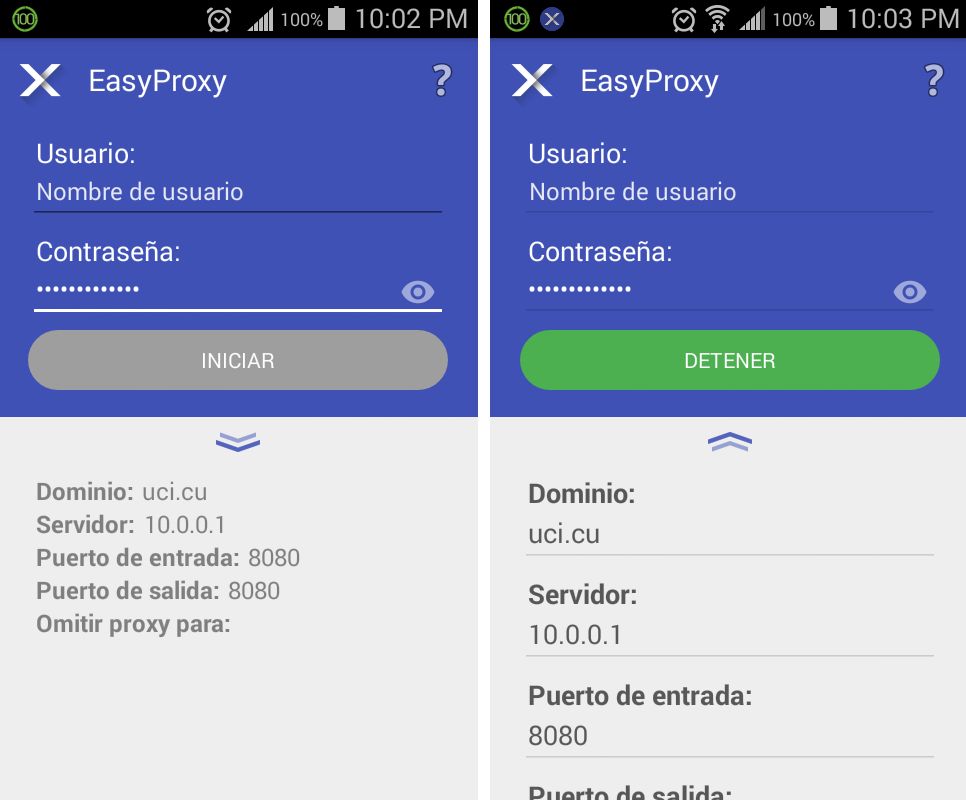 100 100% 10:02 PM
EasyProxy ?
Usuario:
Nombre de usuario
Contraseña:
•••••••••••••
INICIAR
Dominio: uci.cu
Servidor: 10.0.0.1
Puerto de entrada: 8080
Puerto de salida: 8080
Omitir proxy para:
100 100% 10:03 PM
EasyProxy ?
Usuario:
Nombre de usuario
Contraseña:
•••••••••••••
DETENER
Dominio:
uci.cu
Servidor:
10.0.0.1
Puerto de entrada:
8080
Puerto de salida: